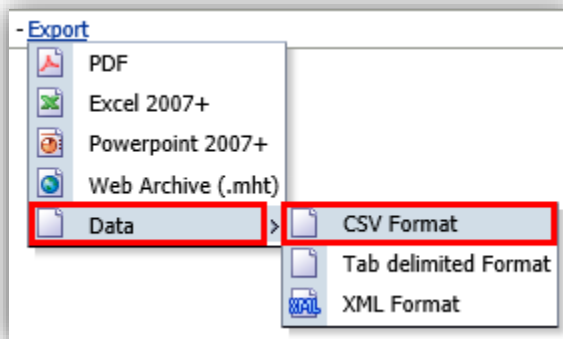 - Export
PDF
Excel 2007+
Powerpoint 2007+
Web Archive (.mht)
Data >
CSV Format
Tab delimited Format
XML Format